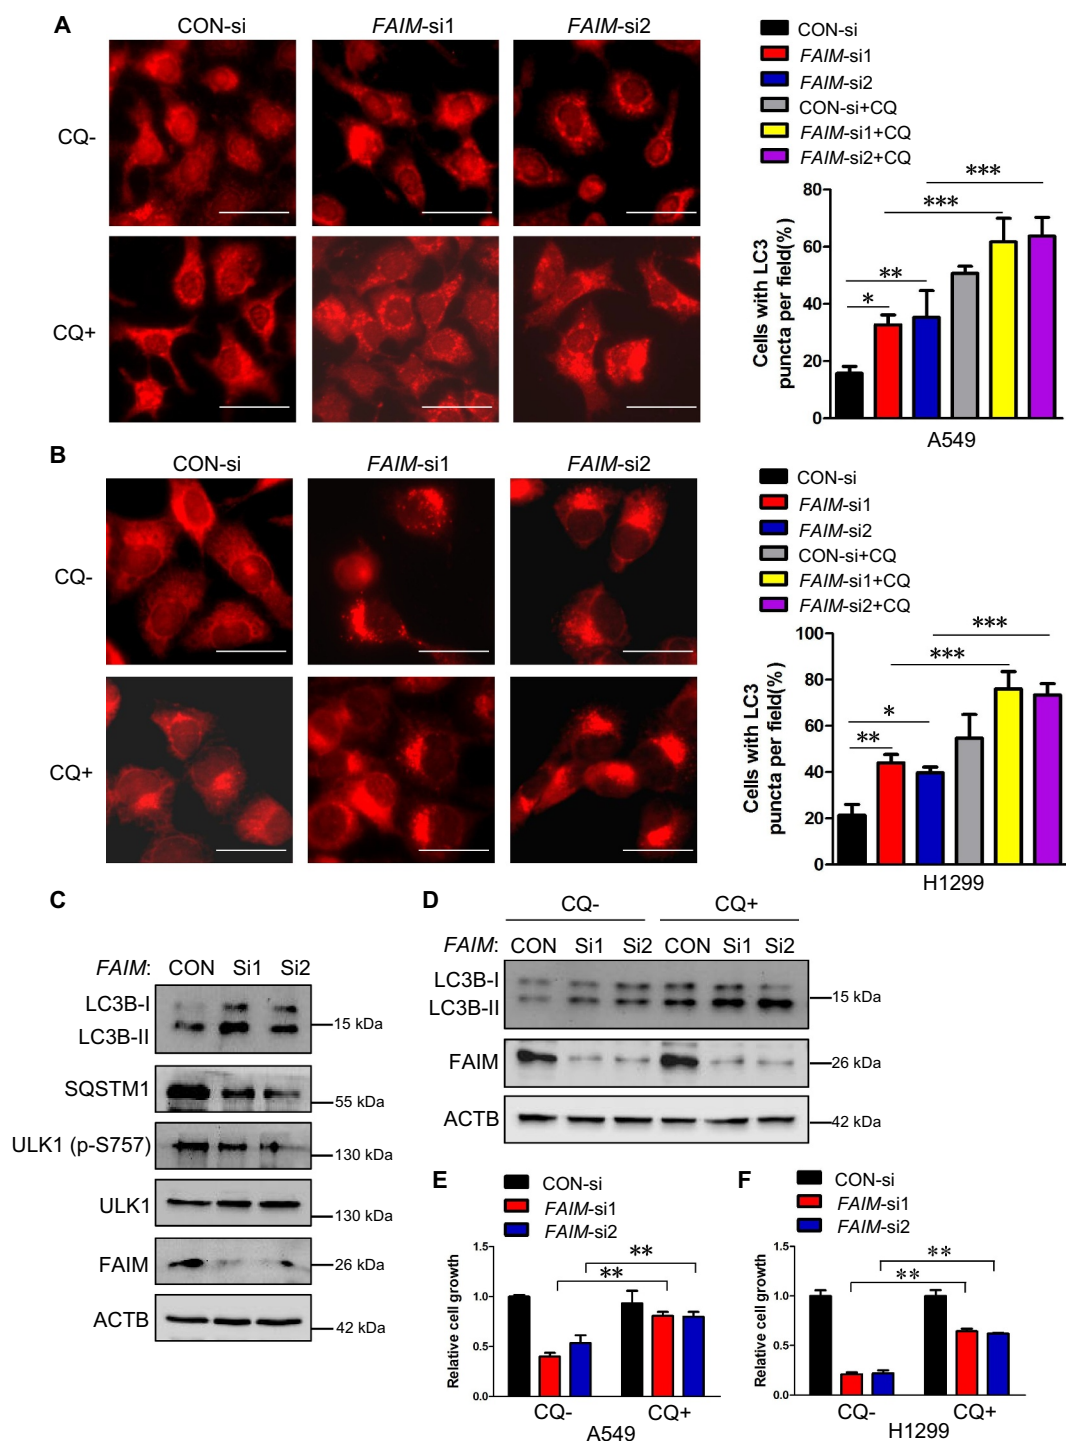 A
CON-si FAIM-si1 FAIM-si2
CQ-
CQ+
CON-si
FAIM-si1
FAIM-si2
CON-si+CQ
FAIM-si1+CQ
FAIM-si2+CQ
Cells with LC3
puncta per field(%)
80
60
40
20
0
*
**
***
***
A549
B
CON-si FAIM-si1 FAIM-si2
CQ-
CQ+
CON-si
FAIM-si1
FAIM-si2
CON-si+CQ
FAIM-si1+CQ
FAIM-si2+CQ
Cells with LC3
puncta per field(%)
100
80
60
40
20
0
**
*
***
***
H1299
C
FAIM: CON Si1 Si2
LC3B-I
LC3B-II
15 kDa
SQSTM1
55 kDa
ULK1 (p-S757)
130 kDa
ULK1
130 kDa
FAIM
26 kDa
ACTB
42 kDa
D
CQ- CQ+
FAIM: CON Si1 Si2 CON Si1 Si2
LC3B-I
LC3B-II
15 kDa
FAIM
26 kDa
ACTB
42 kDa
E
CON-si
FAIM-si1
FAIM-si2
Relative cell growth
1.5
1.0
0.5
0.0
**
**
CQ- CQ+
A549
F
CON-si
FAIM-si1
FAIM-si2
Relative cell growth
1.5
1.0
0.5
0.0
**
**
CQ- CQ+
H1299